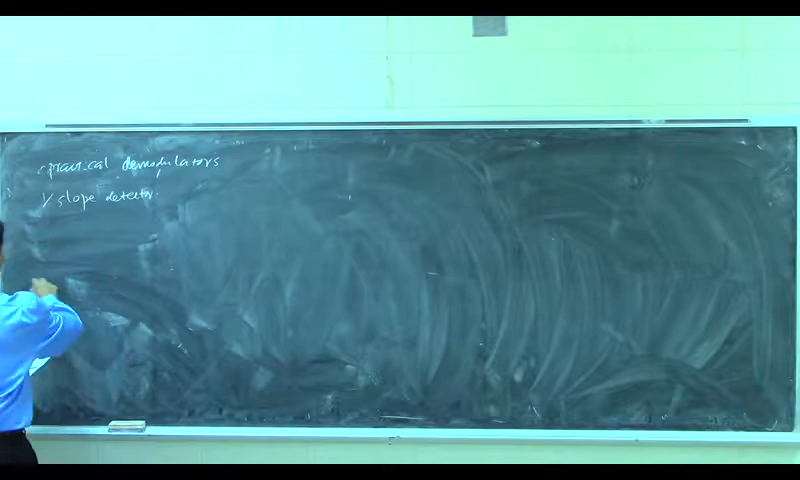 practical demodulators
1/ slope detector.